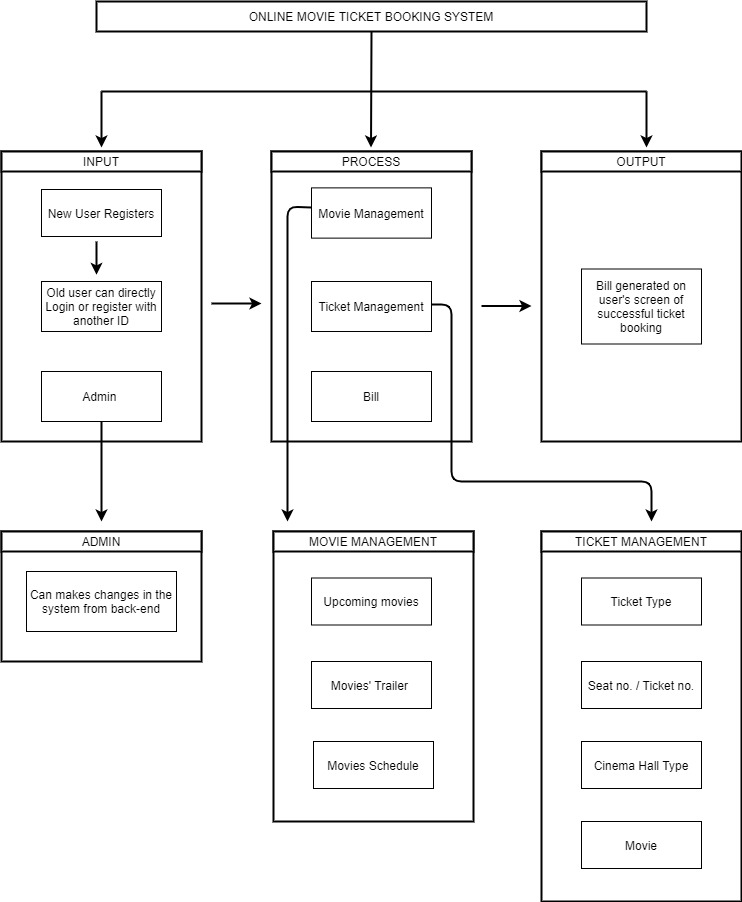 ONLINE MOVIE TICKET BOOKING SYSTEM
INPUT
New User Registers
Old user can directly
Login or register with
another ID
Admin
PROCESS
Movie Management
Ticket Management
Bill
OUTPUT
Bill generated on
user's screen of
successful ticket
booking
ADMIN
Can makes changes in the
system from back-end
MOVIE MANAGEMENT
Upcoming movies
Movies' Trailer
Movies Schedule
TICKET MANAGEMENT
Ticket Type
Seat no. / Ticket no.
Cinema Hall Type
Movie